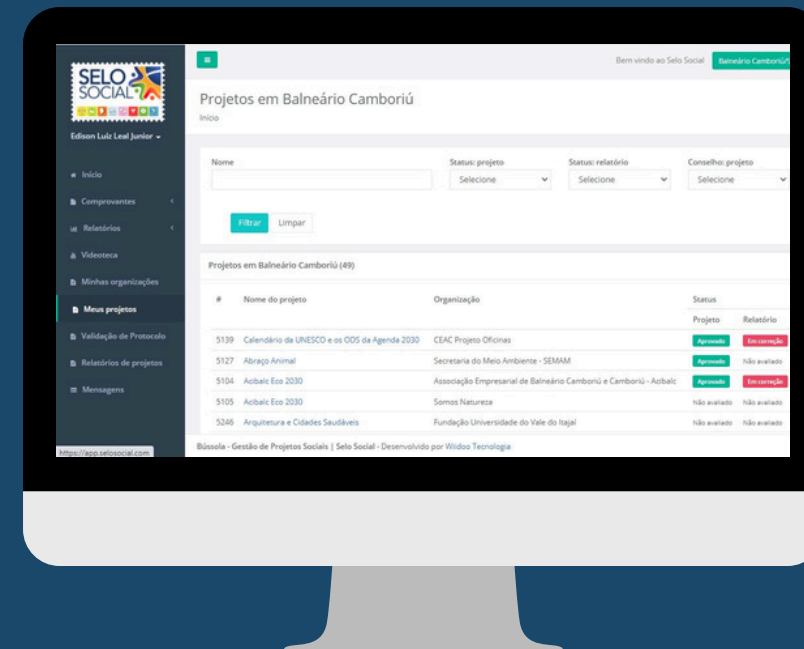 SELO
SOCIAL
Edison Luiz Leal Junior
Início
Comprovantes
Relatórios
Videoteca
Minhas organizações
Meus projetos
Validação de Protocolo
Relatórios de projetos
Mensagens
https://app.selosocial.com
Bem vindo ao Selo Social
Balneário Camboriú/
Projetos em Balneário Camboriú
Início
Nome Status: projeto Status: relatório Conselho: projeto
Selecione Selecione Selecione
Filtrar Limpar
Projetos em Balneário Camboriú (49)
# Nome do projeto Organização Status
Projeto Relatório
5139 Calendário da UNESCO e os ODS da Agenda 2030 CEAC Projeto Oficinas Aprovado Em correção
5127 Abraço Animal Secretaria do Meio Ambiente - SEMAM Aprovado Não avaliado
5104 Acibalc Eco 2030 Associação Empresarial de Balneário Camboriú e Camboriú - Acibalc Aprovado Em correção
5105 Acibalc Eco 2030 Somos Natureza Não avaliado Não avaliado
5246 Arquitetura e Cidades Saudáveis Fundação Universidade do Vale do Itajaí Não avaliado Não avaliado
Bússola - Gestão de Projetos Sociais | Selo Social - Desenvolvido por Wiidoo Tecnologia